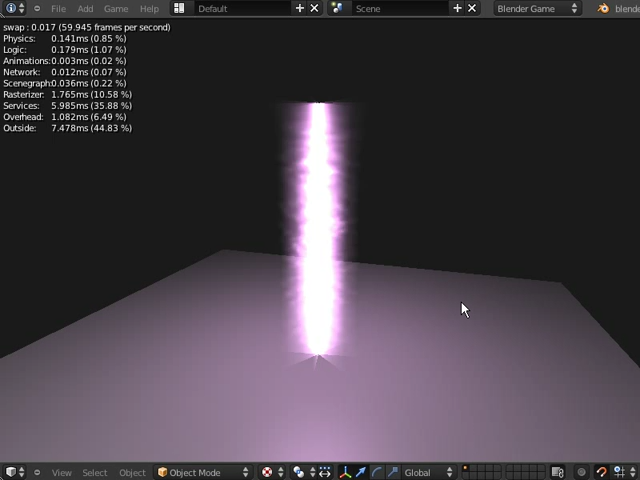 File Add Game Help Default Scene Blender Game blende
swap : 0.017 (59.945 frames per second)
Physics: 0.141ms (0.85 %)
Logic: 0.179ms (1.07 %)
Animations:0.003ms (0.02 %)
Network: 0.012ms (0.07 %)
Scenegraph:0.036ms (0.22 %)
Rasterizer: 1.765ms (10.58 %)
Services: 5.985ms (35.88 %)
Overhead: 1.082ms (6.49 %)
Outside: 7.478ms (44.83 %)
View Select Object Object Mode Global